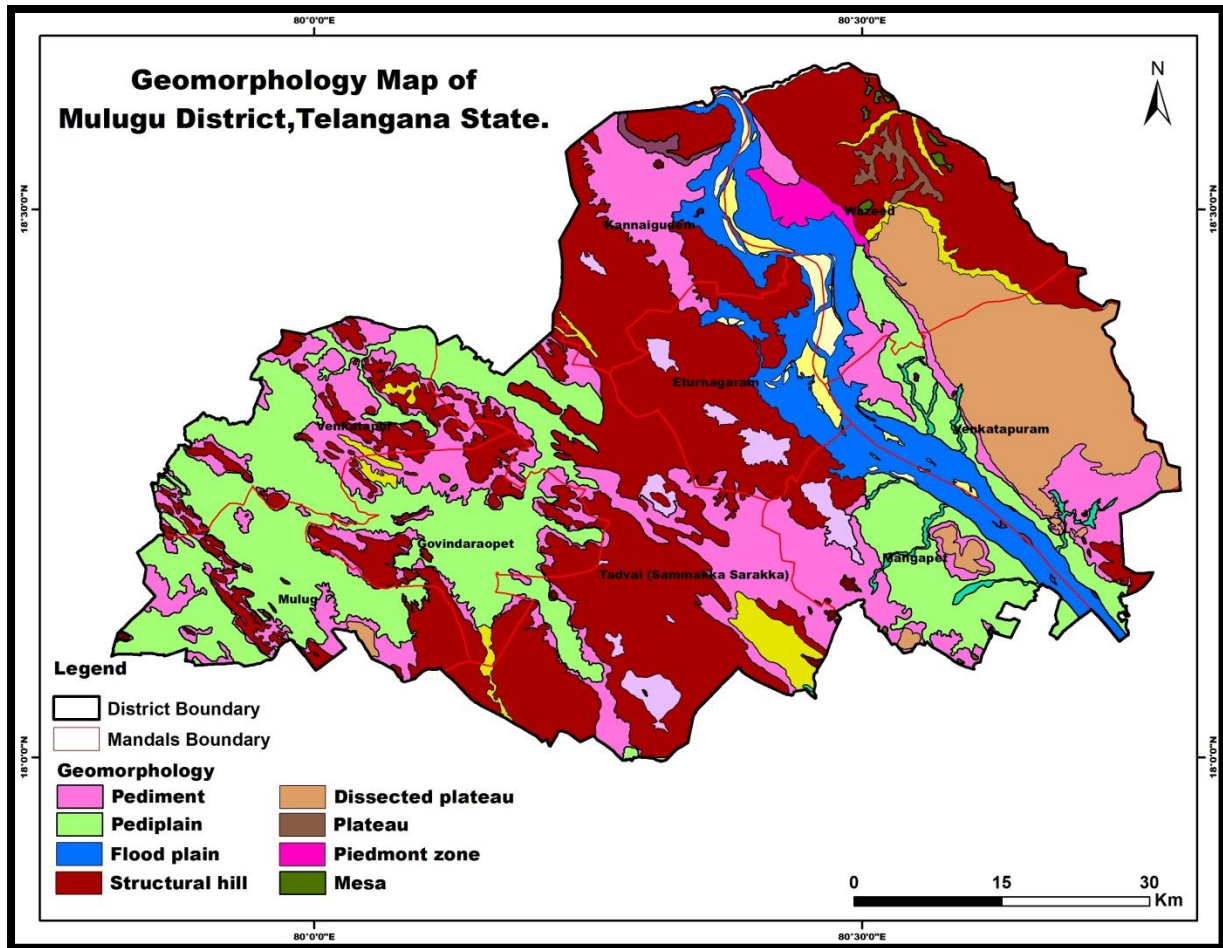 80°0'0"E
80°30'0"E
Geomorphology Map of
Mulugu District,Telangana State.
N
18°30'0"N
18°30'0"N
Wazeed
Kannaigudem
Eturnagaram
Venkatapur
Venkatapuram
Govindaraopet
Mangapet
Tadvai (Sammakka Sarakka)
Mulug
Legend
District Boundary
Mandals Boundary
18°0'0"N
18°0'0"N
Geomorphology
Pediment
Dissected plateau
Pediplain
Plateau
Flood plain
Piedmont zone
Structural hill
Mesa
0 15 30
Km
80°0'0"E
80°30'0"E